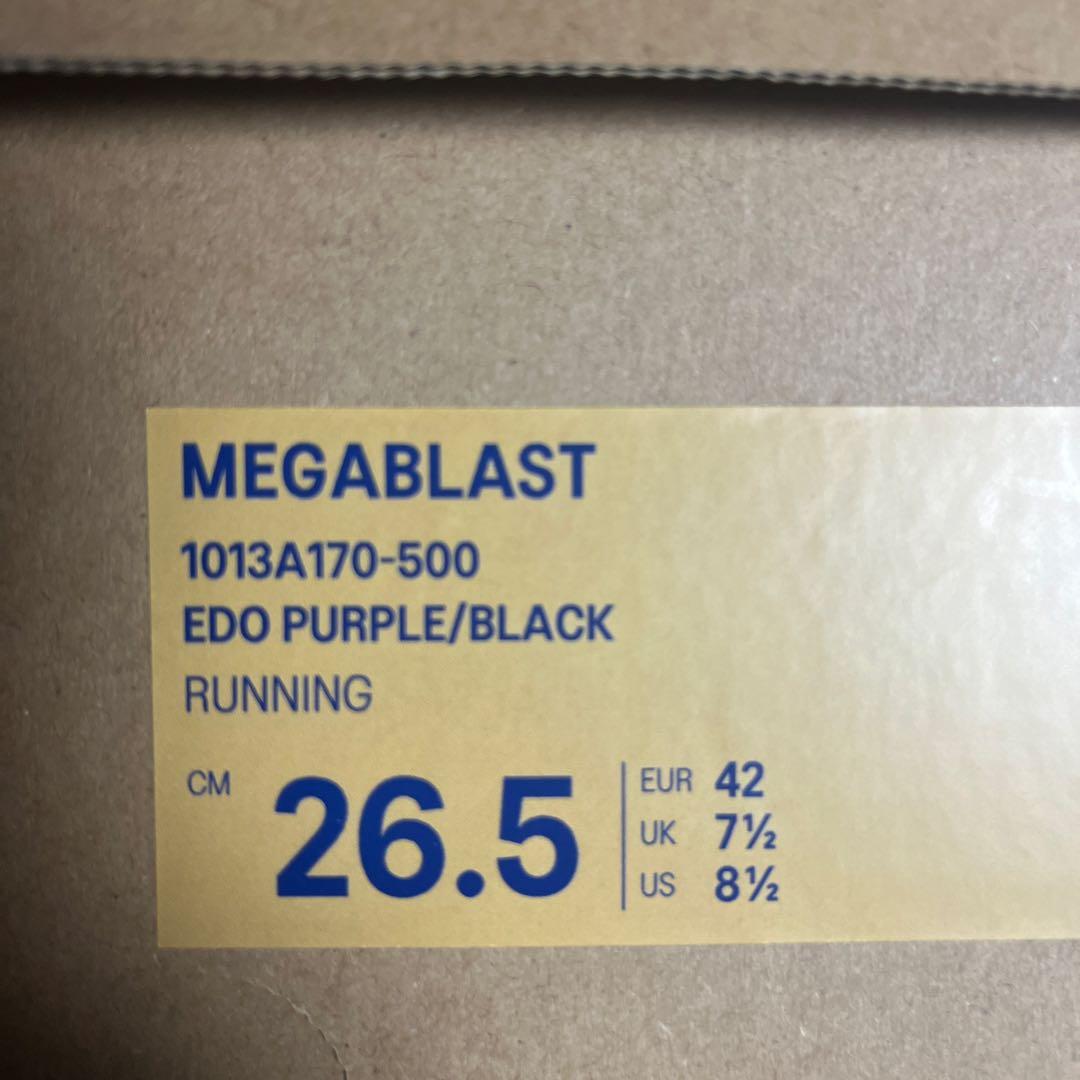 MEGABLAST
1013A170-500
EDO PURPLE/BLACK
RUNNING
CM 26.5
EUR 42
UK 7½
US 8½